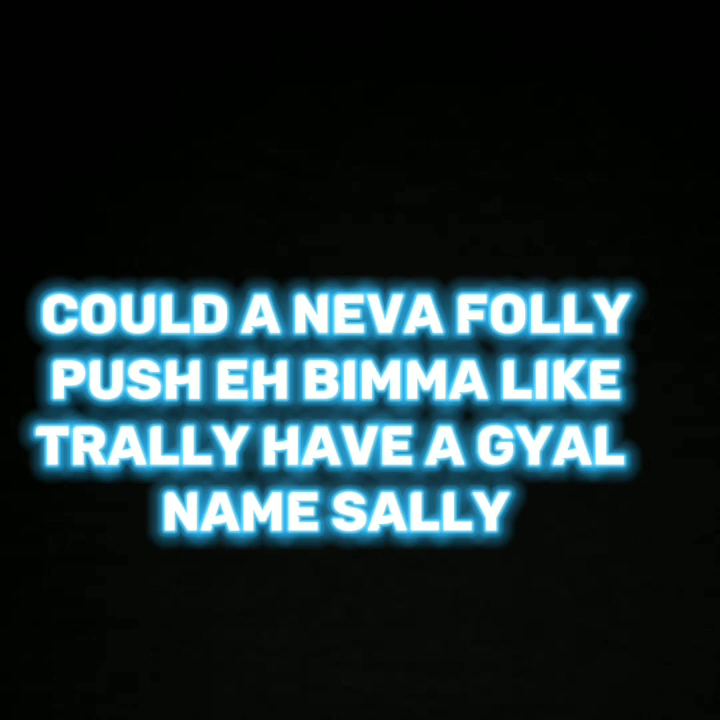 COULD A NEVA FOLLY
PUSH EH BIMMA LIKE
TRALLY HAVE A GYAL
NAME SALLY